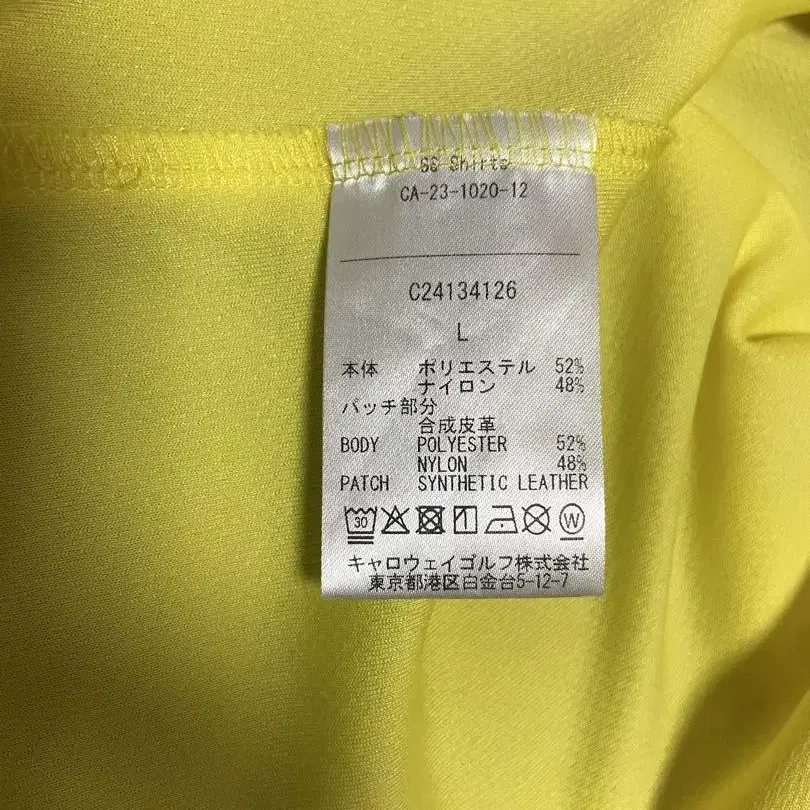 SS Shirts
CA-23-1020-12
C24134126
L
本体 ポリエステル 52%
ナイロン 48%
パッチ部分
合成皮革
BODY POLYESTER 52%
NYLON 48%
PATCH SYNTHETIC LEATHER
30 W
キャロウェイゴルフ株式会社
東京都港区白金台5-12-7